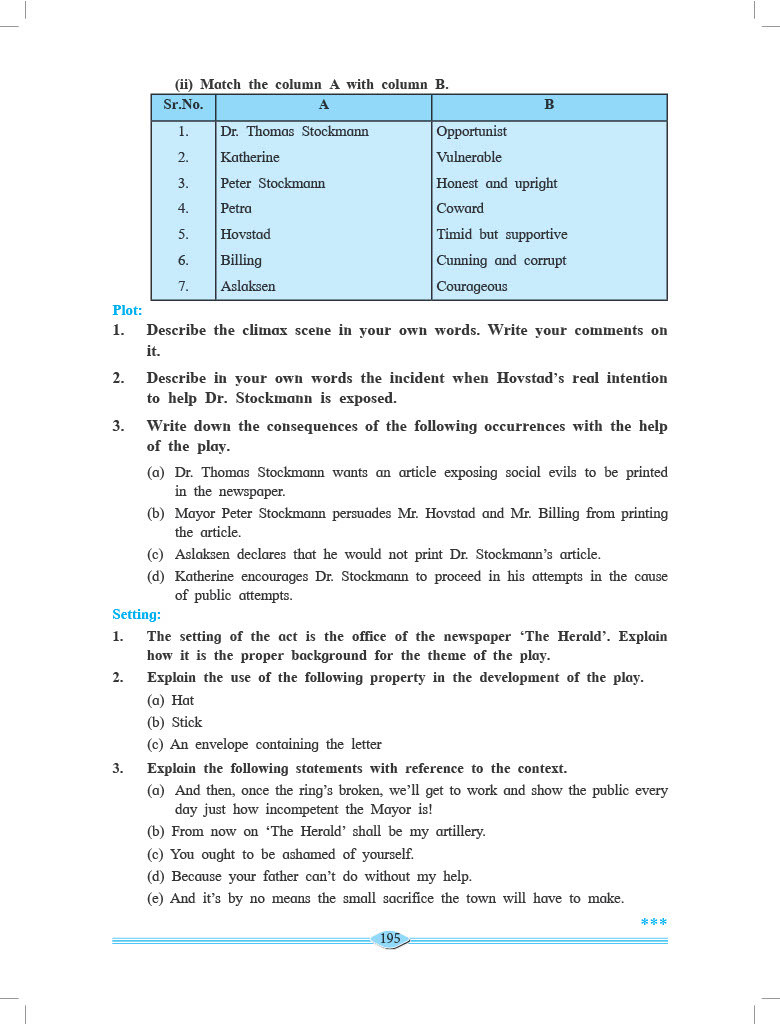 (ii) Match the column A with column B.
Sr.No. A B
1. Dr. Thomas Stockmann Opportunist
2. Katherine Vulnerable
3. Peter Stockmann Honest and upright
4. Petra Coward
5. Hovstad Timid but supportive
6. Billing Cunning and corrupt
7. Aslaksen Courageous
Plot:
1. Describe the climax scene in your own words. Write your comments on
it.
2. Describe in your own words the incident when Hovstad's real intention
to help Dr. Stockmann is exposed.
3. Write down the consequences of the following occurrences with the help
of the play.
(a) Dr. Thomas Stockmann wants an article exposing social evils to be printed
in the newspaper.
(b) Mayor Peter Stockmann persuades Mr. Hovstad and Mr. Billing from printing
the article.
(c) Aslaksen declares that he would not print Dr. Stockmann's article.
(d) Katherine encourages Dr. Stockmann to proceed in his attempts in the cause
of public attempts.
Setting:
1. The setting of the act is the office of the newspaper 'The Herald'. Explain
how it is the proper background for the theme of the play.
2. Explain the use of the following property in the development of the play.
(a) Hat
(b) Stick
(c) An envelope containing the letter
3. Explain the following statements with reference to the context.
(a) And then, once the ring's broken, we'll get to work and show the public every
day just how incompetent the Mayor is!
(b) From now on 'The Herald' shall be my artillery.
(c) You ought to be ashamed of yourself.
(d) Because your father can't do without my help.
(e) And it's by no means the small sacrifice the town will have to make.
***
195